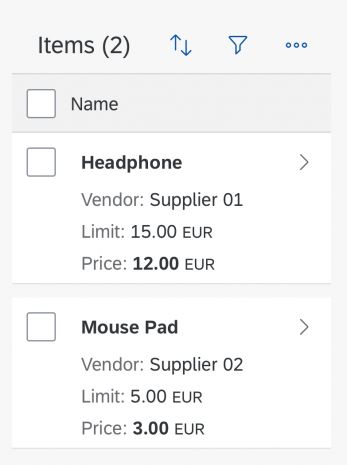 Items (2)
Name
Headphone
Vendor: Supplier 01
Limit: 15.00 EUR
Price: 12.00 EUR
Mouse Pad
Vendor: Supplier 02
Limit: 5.00 EUR
Price: 3.00 EUR